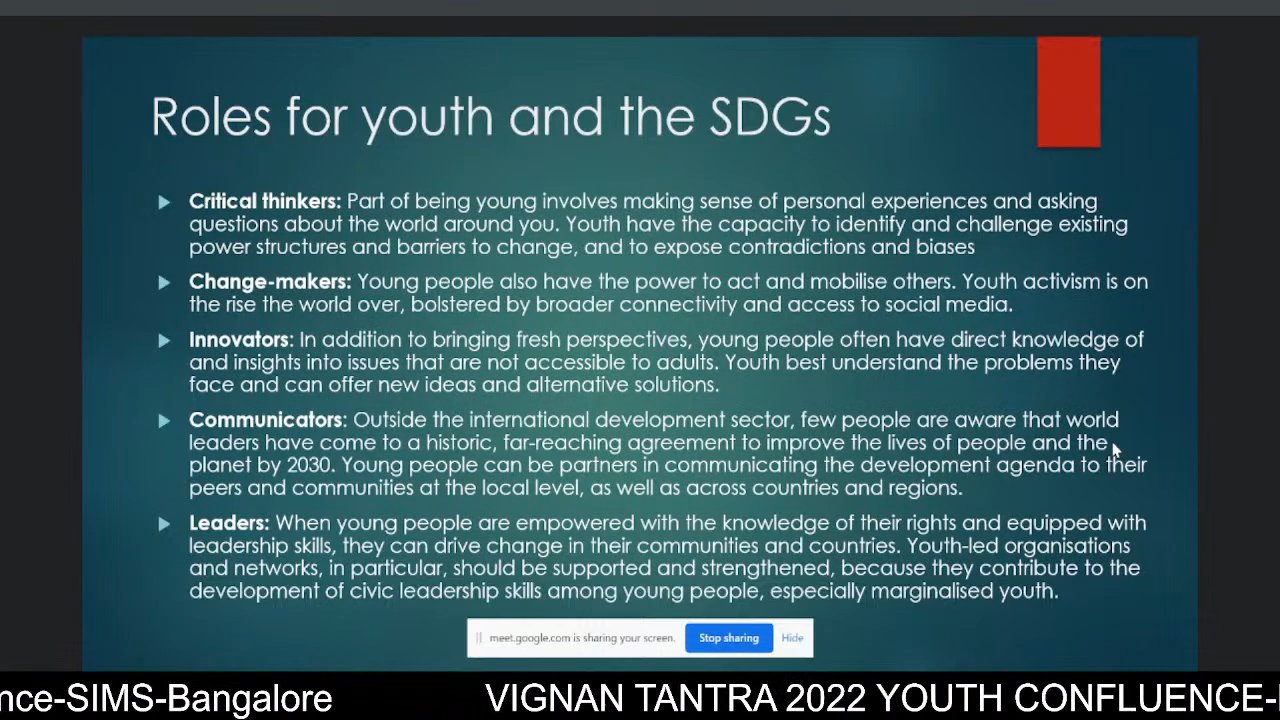 Roles for youth and the SDGs
Critical thinkers: Part of being young involves making sense of personal experiences and asking
questions about the world around you. Youth have the capacity to identify and challenge existing
power structures and barriers to change, and to expose contradictions and biases
Change-makers: Young people also have the power to act and mobilise others. Youth activism is on
the rise the world over, bolstered by broader connectivity and access to social media.
Innovators: In addition to bringing fresh perspectives, young people often have direct knowledge of
and insights into issues that are not accessible to adults. Youth best understand the problems they
face and can offer new ideas and alternative solutions.
Communicators: Outside the international development sector, few people are aware that world
leaders have come to a historic, far-reaching agreement to improve the lives of people and the
planet by 2030. Young people can be partners in communicating the development agenda to their
peers and communities at the local level, as well as across countries and regions.
Leaders: When young people are empowered with the knowledge of their rights and equipped with
leadership skills, they can drive change in their communities and countries. Youth-led organisations
and networks, in particular, should be supported and strengthened, because they contribute to the
development of civic leadership skills among young people, especially marginalised youth.
meet.google.com is sharing your screen. Stop sharing Hide
nce-SIMS-Bangalore VIGNAN TANTRA 2022 YOUTH CONFLUENCE-